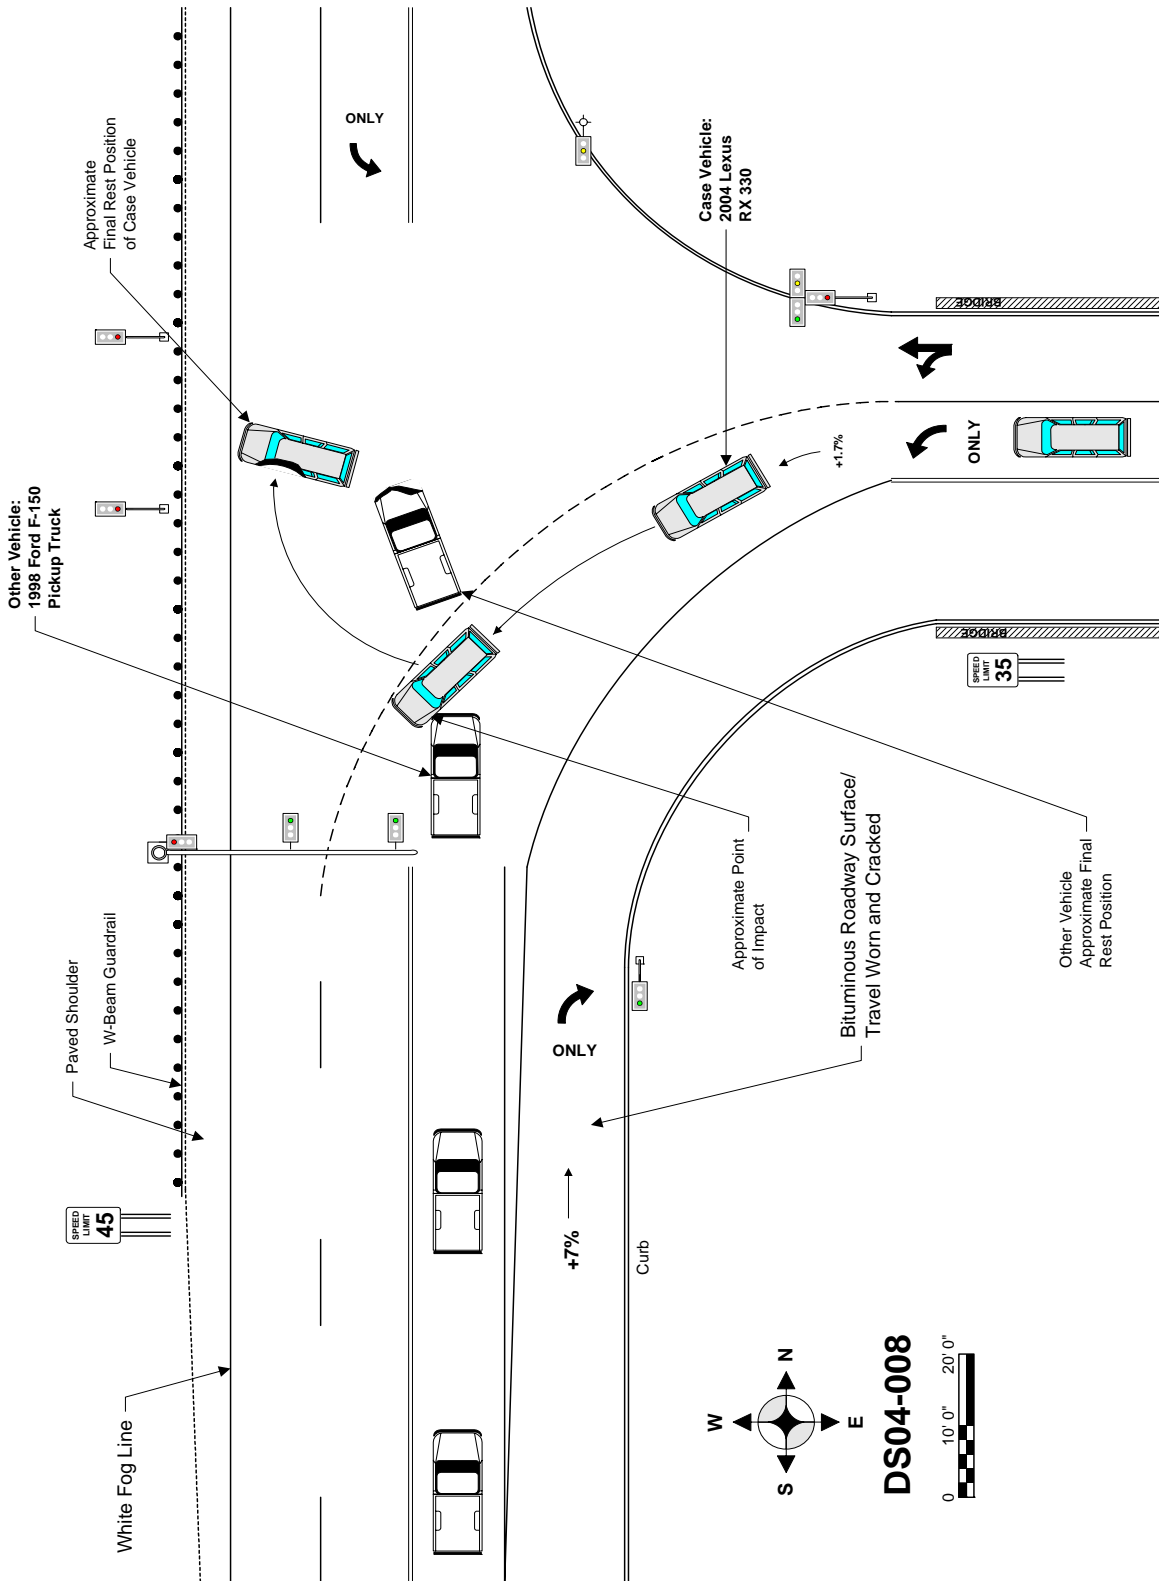 Approximate
Final Rest Position
of Case Vehicle
ONLY
Case Vehicle:
2004 Lexus
RX 330
BRIDGE
Other Vehicle:
1998 Ford F-150
Pickup Truck
+1.7%
ONLY
BRIDGE
SPEED
LIMIT
35
Paved Shoulder
W-Beam Guardrail
Approximate Point
of Impact
Bituminous Roadway Surface/
Travel Worn and Cracked
Other Vehicle
Approximate Final
Rest Position
ONLY
SPEED
LIMIT
45
+7%
Curb
White Fog Line
W
N
S
E
DS04-008
0
10' 0"
20' 0"